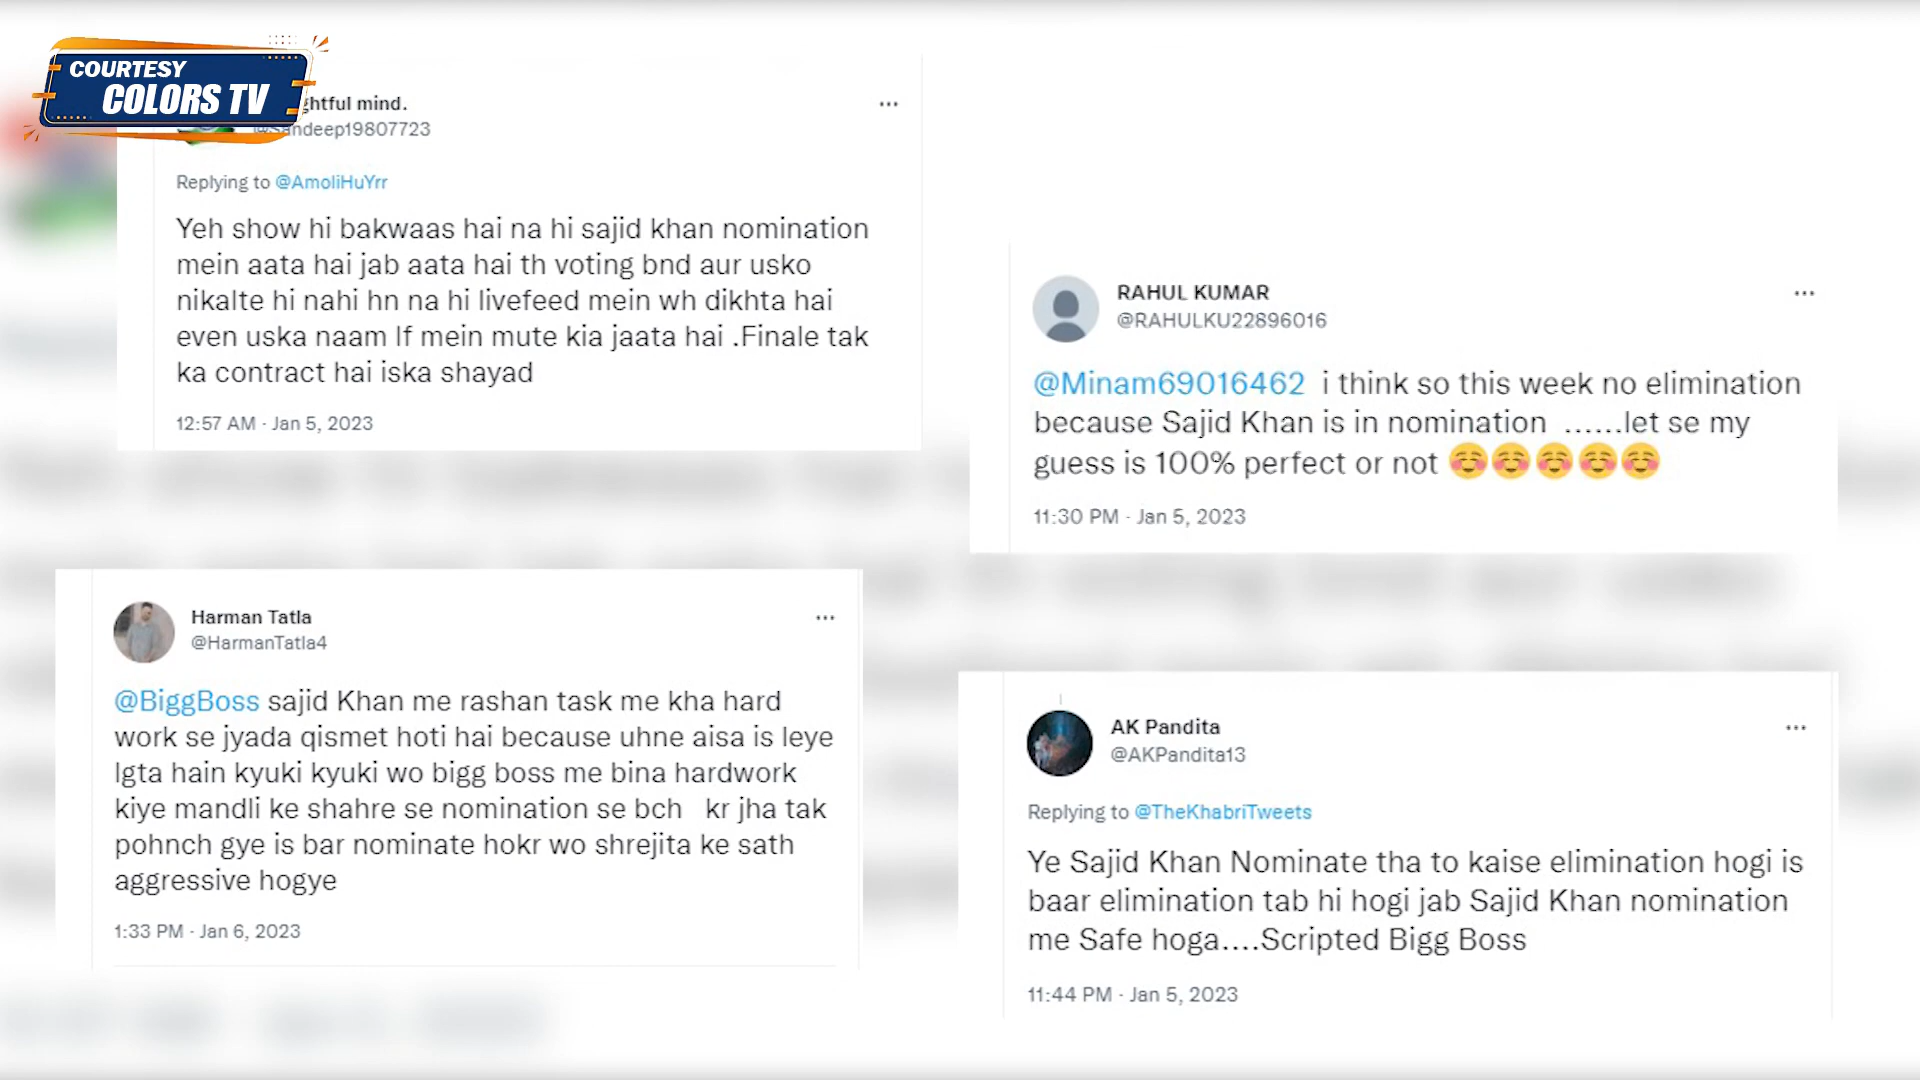 COURTESY
COLORS TV
ghtful mind.
@Sandeep19807723
Replying to @AmoliHuYrr
Yeh show hi bakwaas hai na hi sajid khan nomination
mein aata hai jab aata hai th voting bnd aur usko
nikalte hi nahi hn na hi livefeed mein wh dikhta hai
even uska naam lf mein mute kia jaata hai .Finale tak
ka contract hai iska shayad
12:57 AM · Jan 5, 2023
RAHUL KUMAR
@RAHULKU22896016
@Minam69016462 i think so this week no elimination
because Sajid Khan is in nomination ......let se my
guess is 100% perfect or not ☺️☺️☺️☺️☺️
11:30 PM · Jan 5, 2023
Harman Tatla
@HarmanTatla4
@BiggBoss sajid Khan me rashan task me kha hard
work se jyada qismet hoti hai because uhne aisa is leye
lgta hain kyuki kyuki wo bigg boss me bina hardwork
kiye mandli ke shahre se nomination se bch kr jha tak
pohnch gye is bar nominate hokr wo shrejita ke sath
aggressive hogye
1:33 PM · Jan 6, 2023
AK Pandita
@AKPandita13
Replying to @TheKhabriTweets
Ye Sajid Khan Nominate tha to kaise elimination hogi is
baar elimination tab hi hogi jab Sajid Khan nomination
me Safe hoga....Scripted Bigg Boss
11:44 PM · Jan 5, 2023